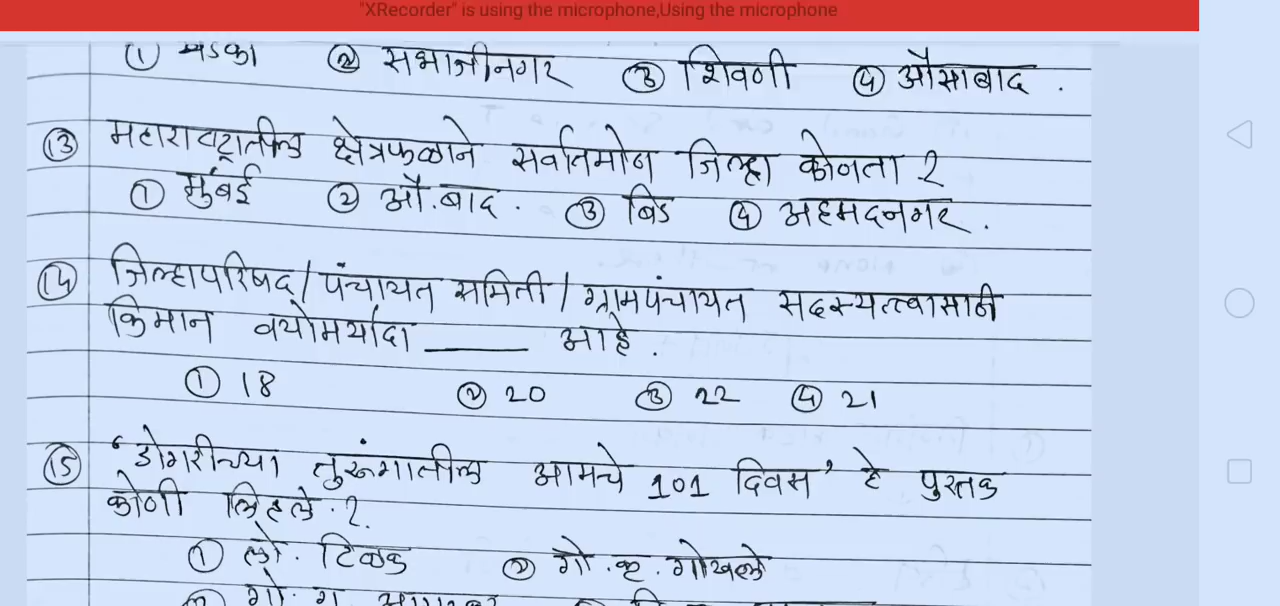 "XRecorder" is using the microphone,Using the microphone
① मडका ② सभाजीनगर ③ शिवणी ④ औसाबाद .
⑬ महाराष्ट्रातील क्षेत्रफळाने सर्वातमोठा जिल्हा कोणता ?
① मुंबई ② औ.बाद . ③ बिड ④ अहमदनगर .
⑭ जिल्हापरिषद/पंचायत समिती/ग्रामपंचायत सदस्यत्वासाठी
किमान वयोमर्यादा ____ आहे .
① 18 ② 20 ③ 22 ④ 21
⑮ 'डोंगरीच्या तुरुंगातील आमचे 101 दिवस' हे पुस्तक
कोणी लिहले . ?
① लो. टिळक ② गो. कृ. गोखले
③ गो. ग.